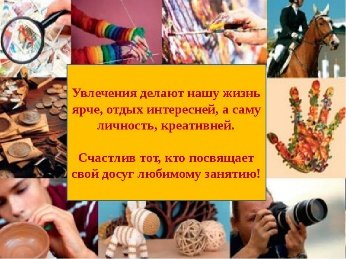 Увлечения делают нашу жизнь
ярче, отдых интересней, а саму
личность, креативней.
Счастлив тот, кто посвящает
свой досуг любимому занятию!